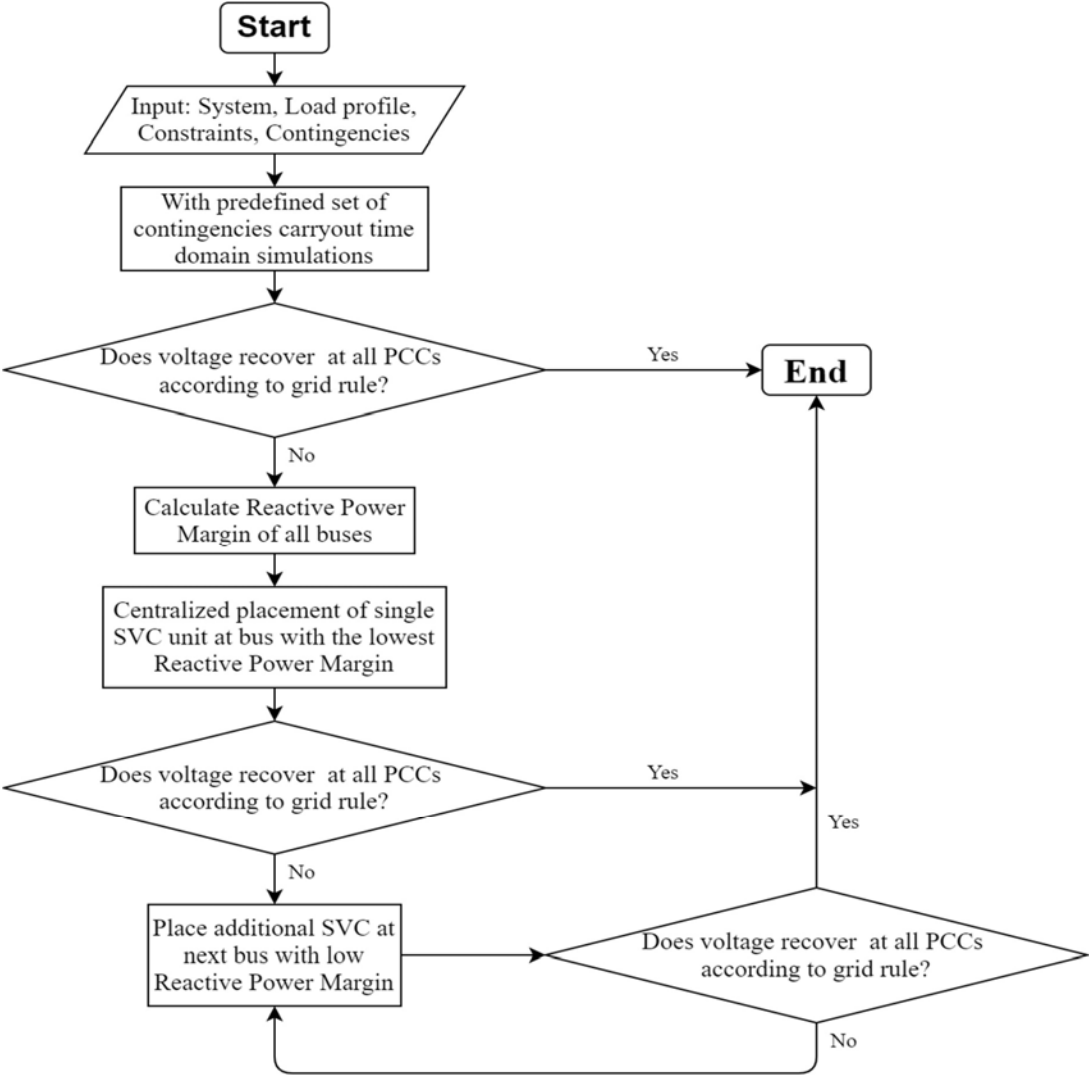 Start
Input: System, Load profile,
Constraints, Contingencies
With predefined set of
contingencies carryout time
domain simulations
Does voltage recover at all PCCs
according to grid rule?
Yes
End
No
Calculate Reactive Power
Margin of all buses
Centralized placement of single
SVC unit at bus with the lowest
Reactive Power Margin
Does voltage recover at all PCCs
according to grid rule?
Yes
Yes
No
Place additional SVC at
next bus with low
Reactive Power Margin
Does voltage recover at all PCCs
according to grid rule?
No